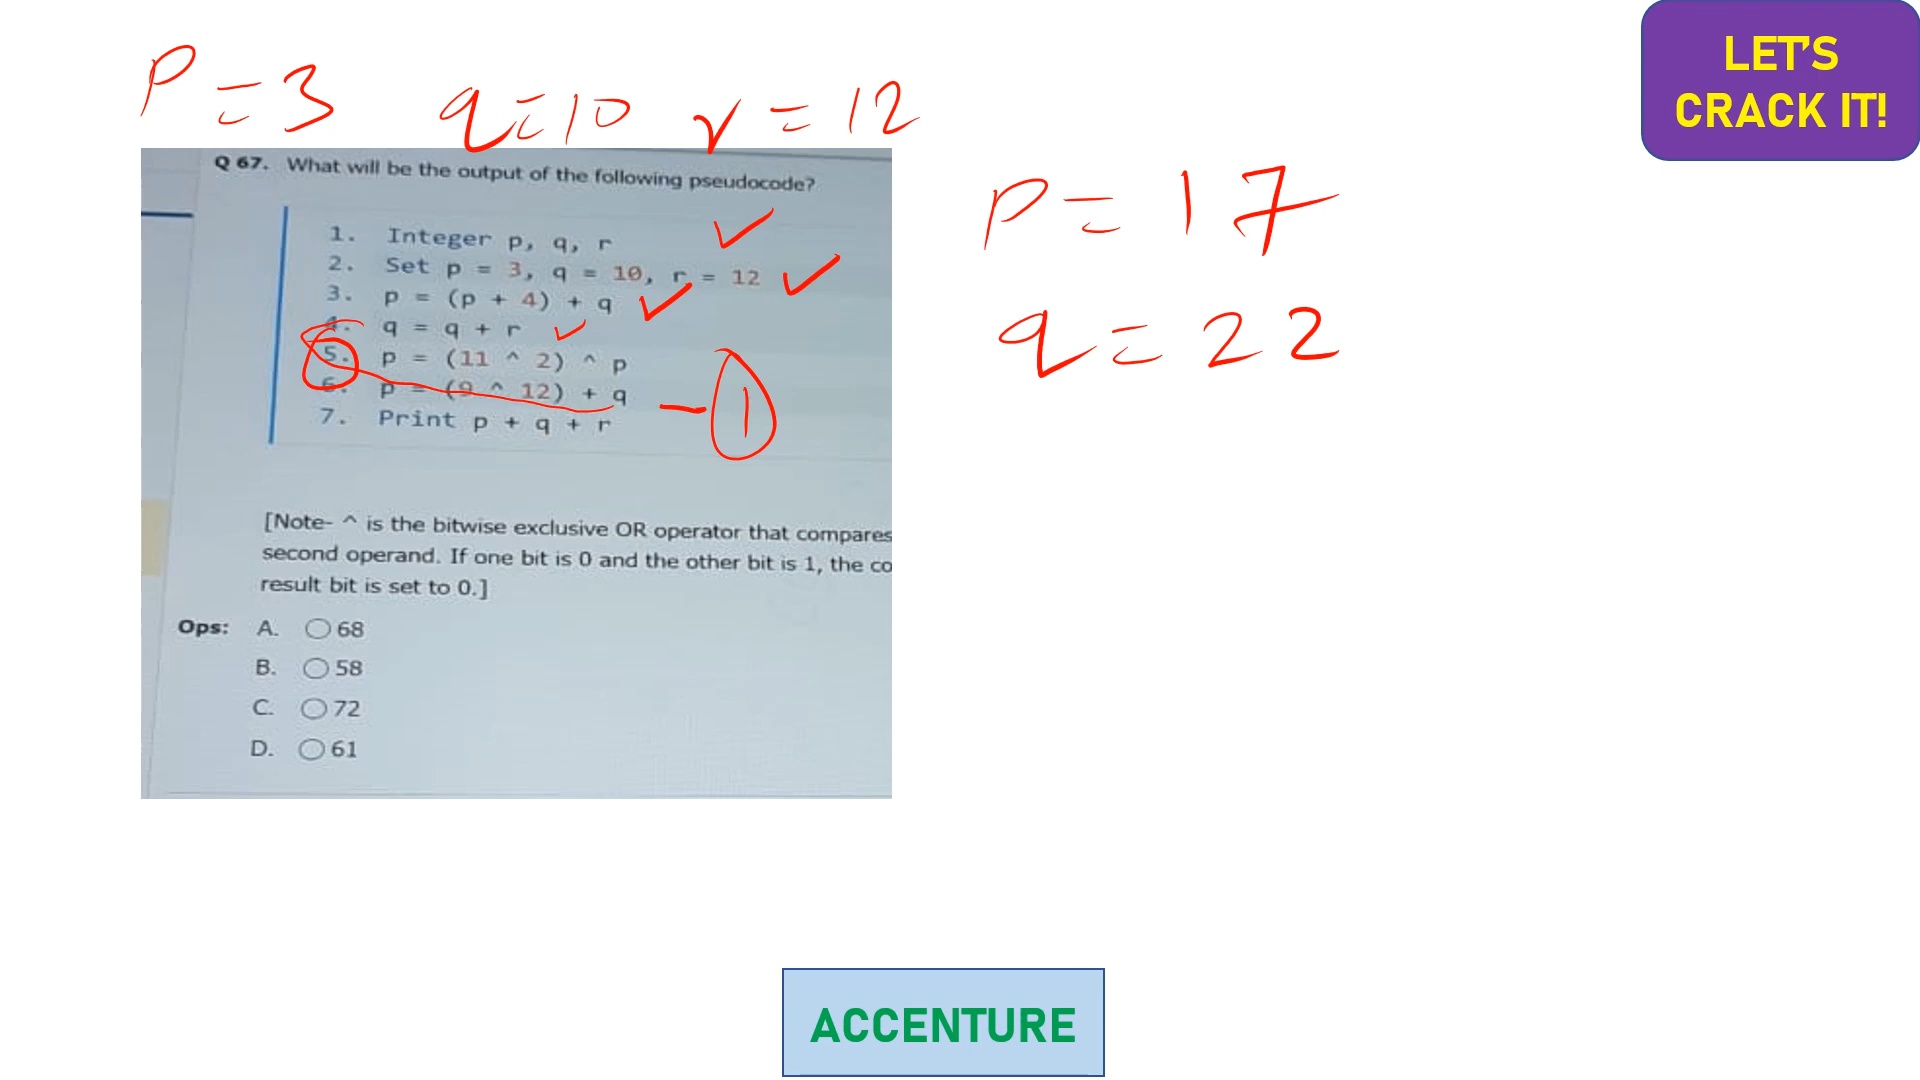 LET'S
CRACK IT!
P = 3 q = 10 r = 12
Q 67. What will be the output of the following pseudocode?
1. Integer p, q, r
2. Set p = 3, q = 10, r = 12
3. p = (p + 4) + q
4. q = q + r
5. p = (11 ^ 2) ^ p
6. p = (9 ^ 12) + q
7. Print p + q + r
- 1
p = 17
q = 22
[Note- ^ is the bitwise exclusive OR operator that compares
second operand. If one bit is 0 and the other bit is 1, the co
result bit is set to 0.]
Ops: A. 68
B. 58
C. 72
D. 61
ACCENTURE